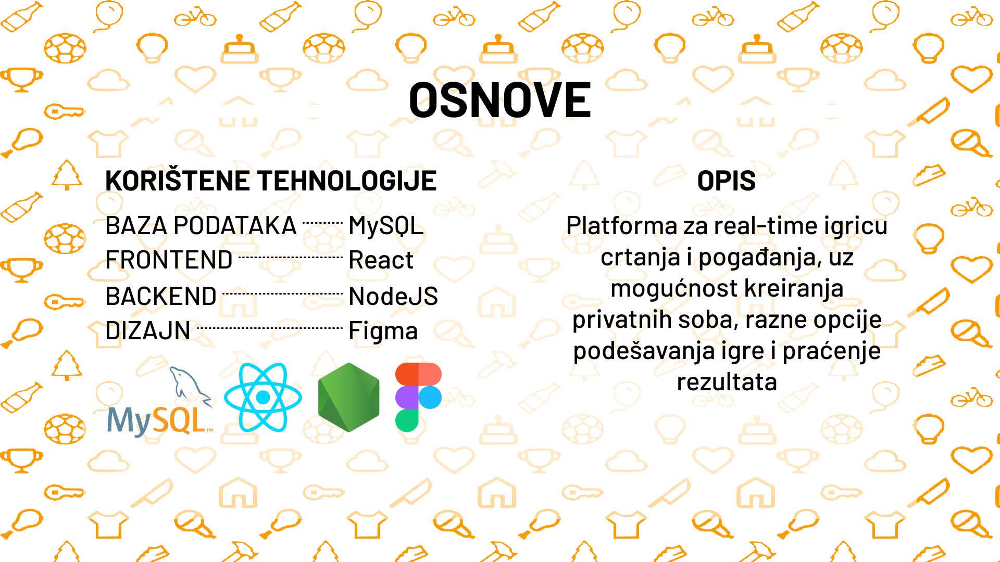 OSNOVE
KORIŠTENE TEHNOLOGIJE
BAZA PODATAKA MySQL
FRONTEND React
BACKEND NodeJS
DIZAJN Figma
MySQL™
OPIS
Platforma za real-time igricu
crtanja i pogađanja, uz
mogućnost kreiranja
privatnih soba, razne opcije
podešavanja igre i praćenje
rezultata